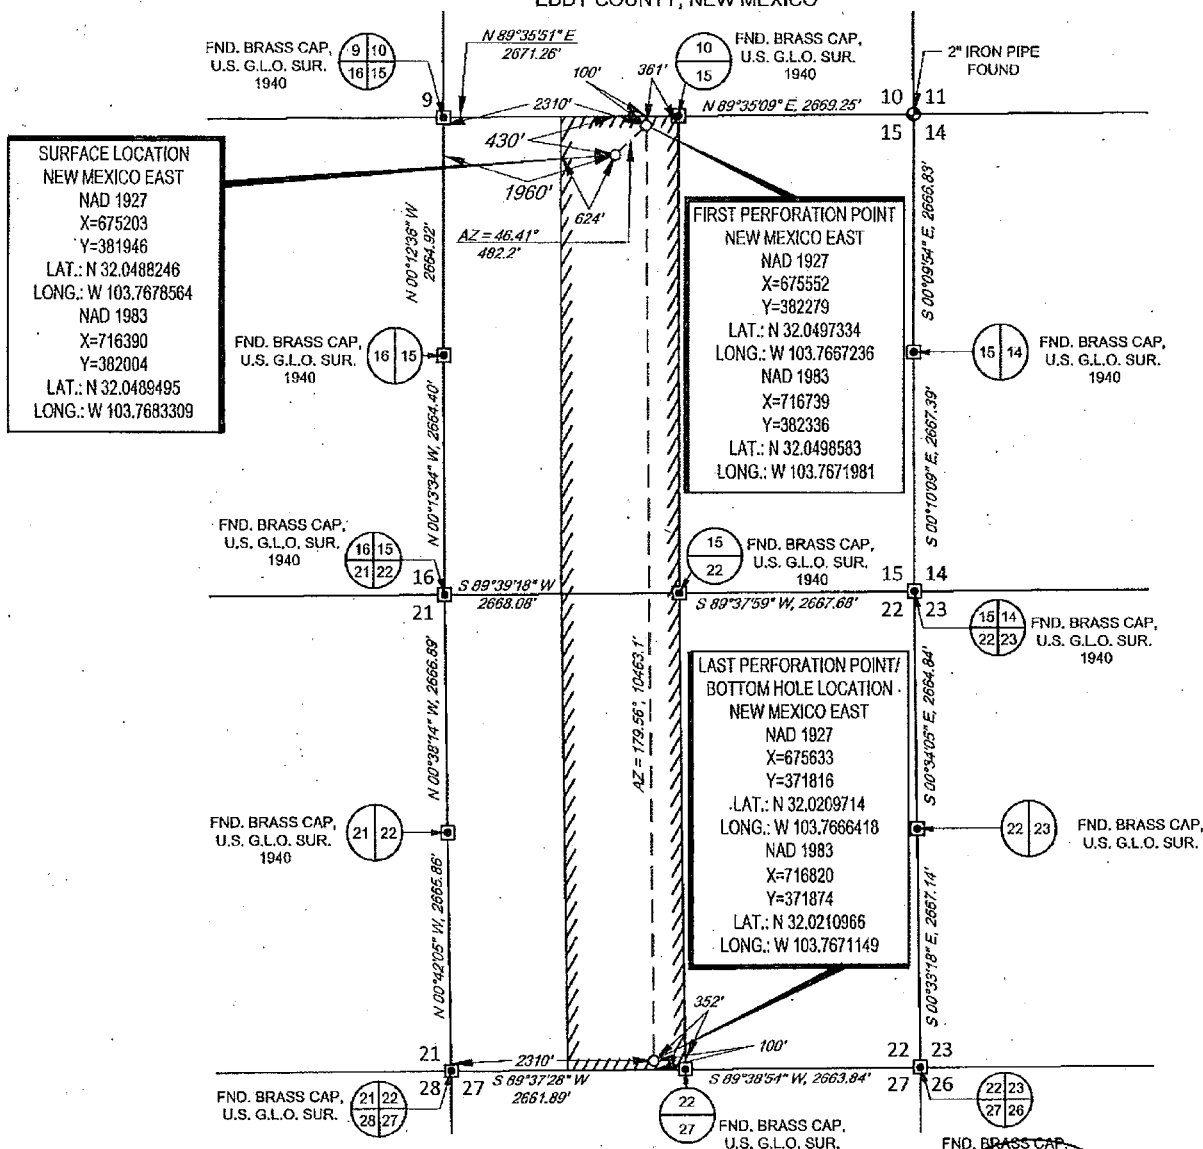 EDDY COUNTY, NEW MEXICO
FND. BRASS CAP,
U.S. G.L.O. SUR.
1940
9 10
16 15
N 89°35'51" E
2671.26'
100'
361'
10
15
FND. BRASS CAP,
U.S. G.L.O. SUR.
1940
2" IRON PIPE
FOUND
9
2310'
N 89°35'09" E, 2669.25'
10 11
15 14
430'
1960'
624'
AZ = 46.41°
482.2'
SURFACE LOCATION
NEW MEXICO EAST
NAD 1927
X=675203
Y=381946
LAT.: N 32.0488246
LONG.: W 103.7678564
NAD 1983
X=716390
Y=382004
LAT.: N 32.0489495
LONG.: W 103.7683309
N 00°12'38" W
2664.92'
FIRST PERFORATION POINT
NEW MEXICO EAST
NAD 1927
X=675552
Y=382279
LAT.: N 32.0497334
LONG.: W 103.7667236
NAD 1983
X=716739
Y=382336
LAT.: N 32.0498583
LONG.: W 103.7671981
S 00°09'54" E, 2666.83'
FND. BRASS CAP,
U.S. G.L.O. SUR.
1940
16 15
15 14
FND. BRASS CAP,
U.S. G.L.O. SUR.
1940
N 00°13'34" W, 2664.40'
S 00°10'09" E, 2667.39'
FND. BRASS CAP,
U.S. G.L.O. SUR.
1940
16 15
21 22
16
21
S 89°39'18" W
2668.08'
15
22
FND. BRASS CAP,
U.S. G.L.O. SUR.
1940
S 89°37'59" W, 2667.68'
15 14
22 23
15 14
22 23
FND. BRASS CAP,
U.S. G.L.O. SUR.
1940
N 00°38'14" W, 2666.89'
AZ = 179.56°, 10463.1'
LAST PERFORATION POINT/
BOTTOM HOLE LOCATION
NEW MEXICO EAST
NAD 1927
X=675633
Y=371816
LAT.: N 32.0209714
LONG.: W 103.7666418
NAD 1983
X=716820
Y=371874
LAT.: N 32.0210966
LONG.: W 103.7671149
S 00°34'05" E, 2664.84'
FND. BRASS CAP,
U.S. G.L.O. SUR.
1940
21 22
22 23
FND. BRASS CAP,
U.S. G.L.O. SUR.
N 00°42'05" W, 2665.86'
S 00°33'18" E, 2667.14'
352'
100'
21
28 27
2310'
S 89°37'28" W
2661.89'
S 89°38'54" W, 2663.84'
22 23
27 26
FND. BRASS CAP,
U.S. G.L.O. SUR.
21 22
28 27
22
27
FND. BRASS CAP,
U.S. G.L.O. SUR.
22 23
27 26
FND. BRASS CAP,